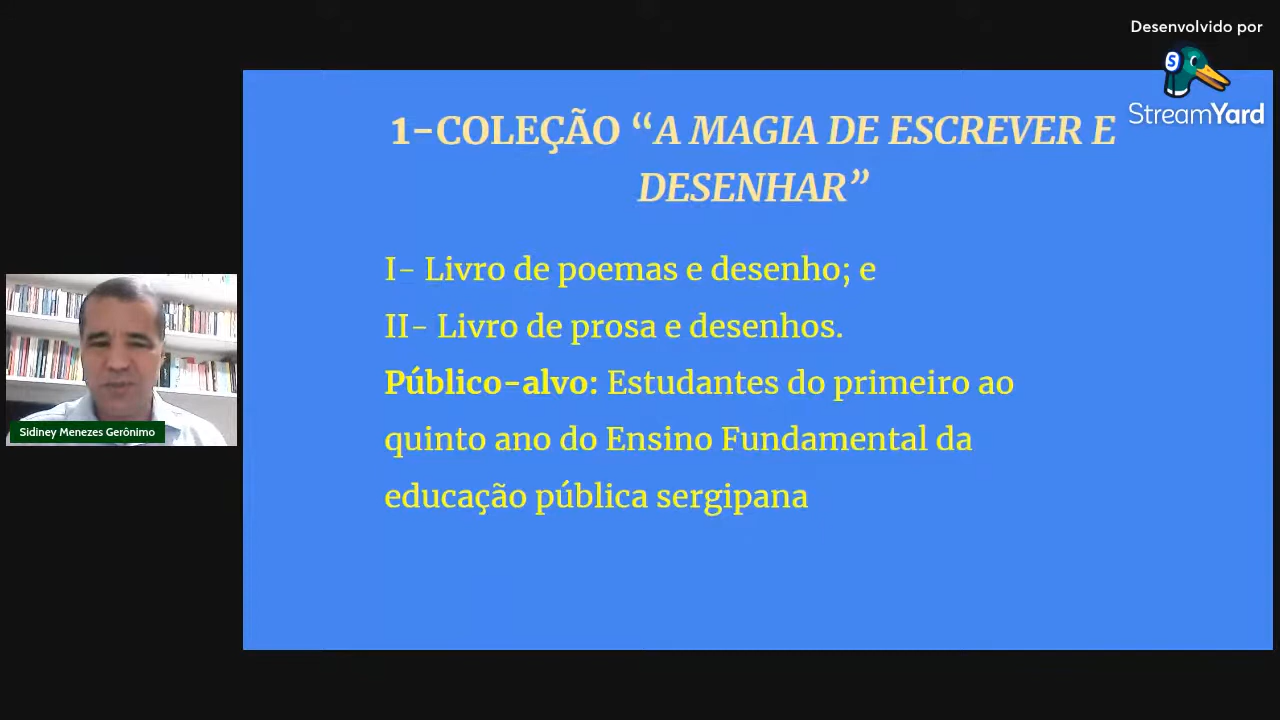 Desenvolvido por
StreamYard
1-COLEÇÃO “A MAGIA DE ESCREVER E
DESENHAR”
I- Livro de poemas e desenho; e
II- Livro de prosa e desenhos.
Público-alvo: Estudantes do primeiro ao
quinto ano do Ensino Fundamental da
educação pública sergipana
Sidiney Menezes Gerônimo